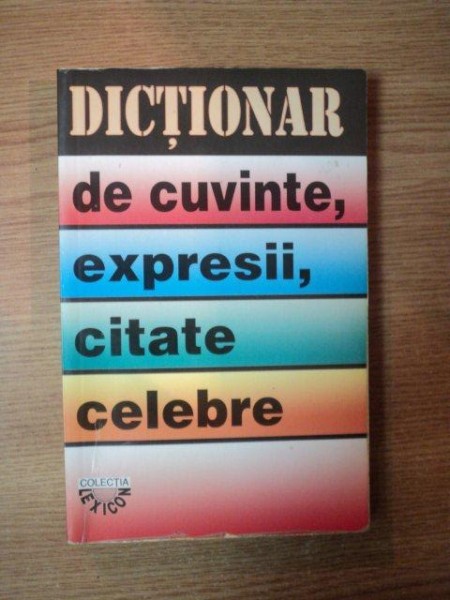 DICȚIONAR
de cuvinte,
expresii,
citate
celebre
COLECȚIA
LEXICON